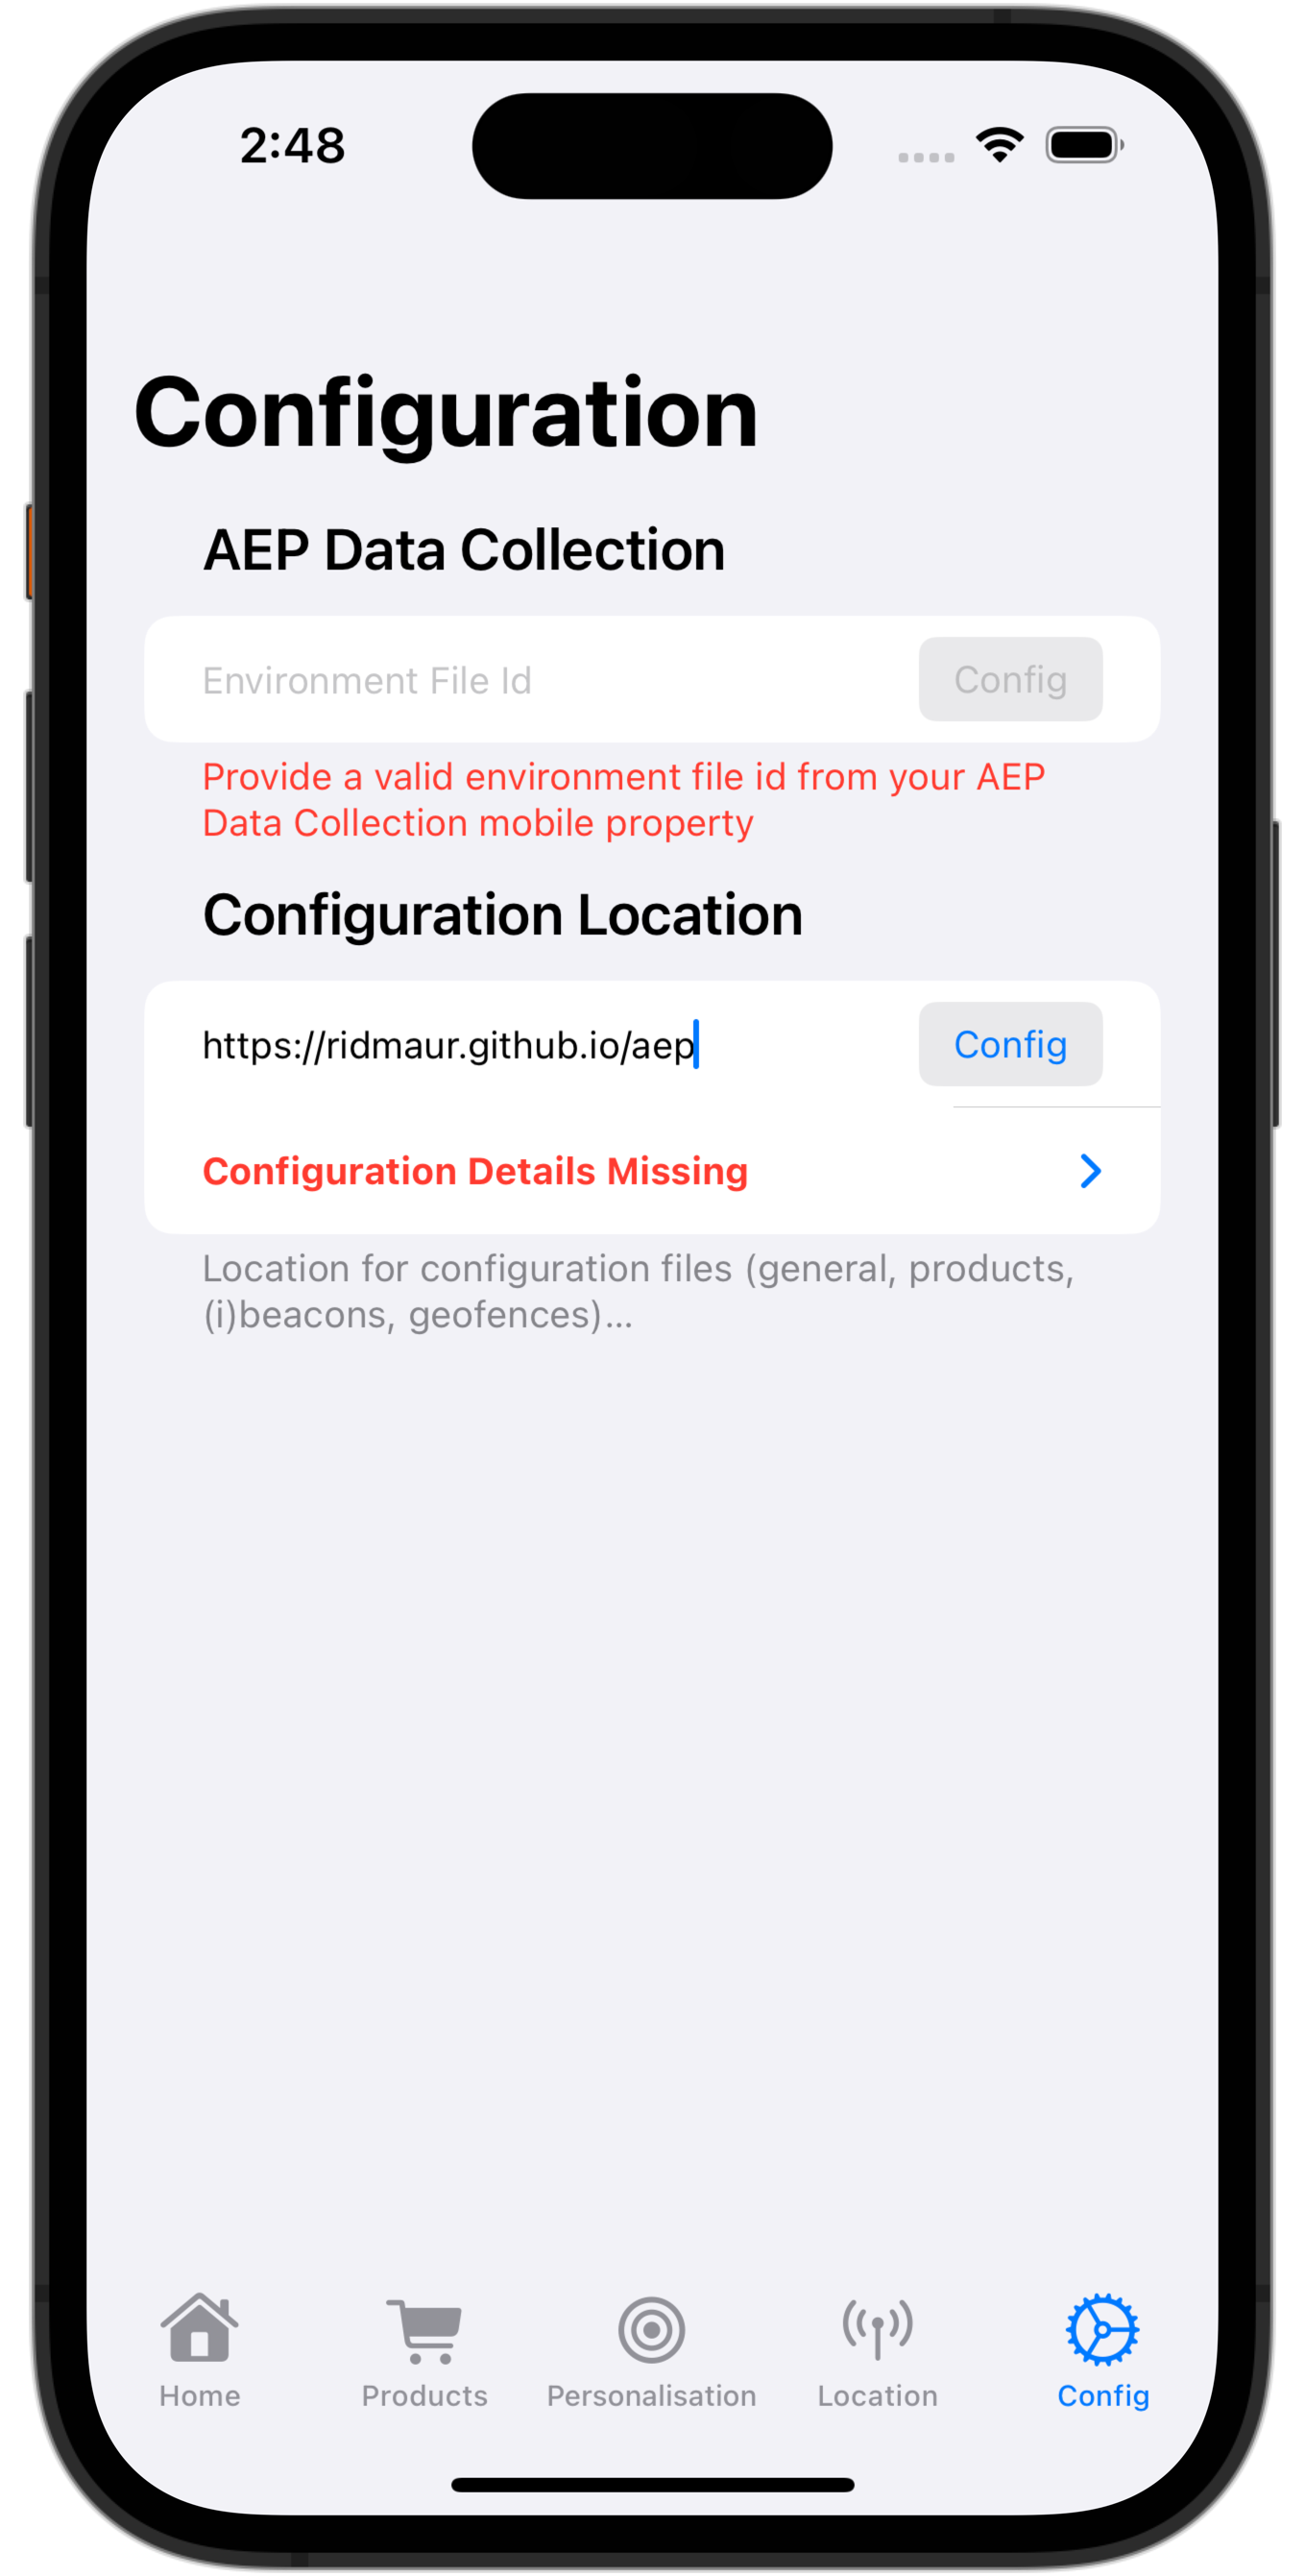 2:48
Configuration
AEP Data Collection
Environment File Id
Config
Provide a valid environment file id from your AEP
Data Collection mobile property
Configuration Location
https://ridmaur.github.io/aep
Config
Configuration Details Missing
Location for configuration files (general, products,
(i)beacons, geofences)...
Home
Products
Personalisation
Location
Config